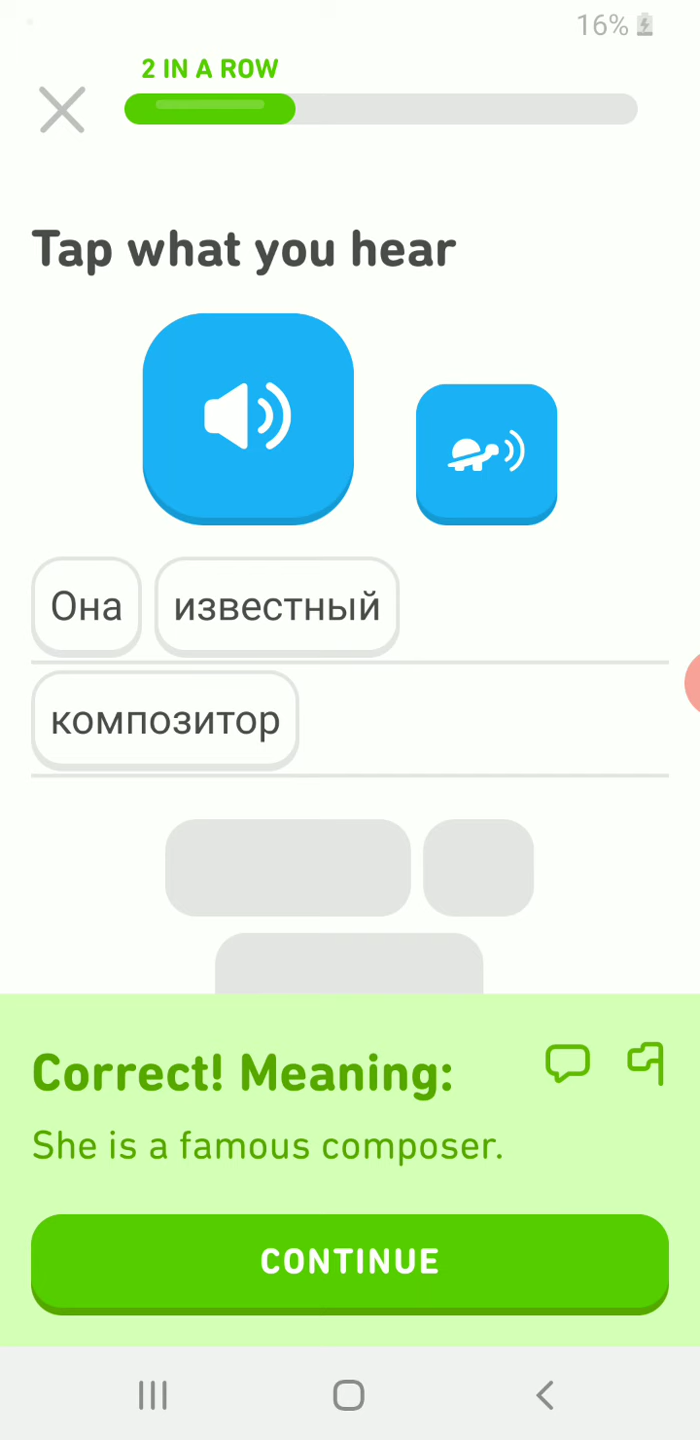 16%
2 IN A ROW
Tap what you hear
Она известный
композитор
Correct! Meaning:
She is a famous composer.
CONTINUE